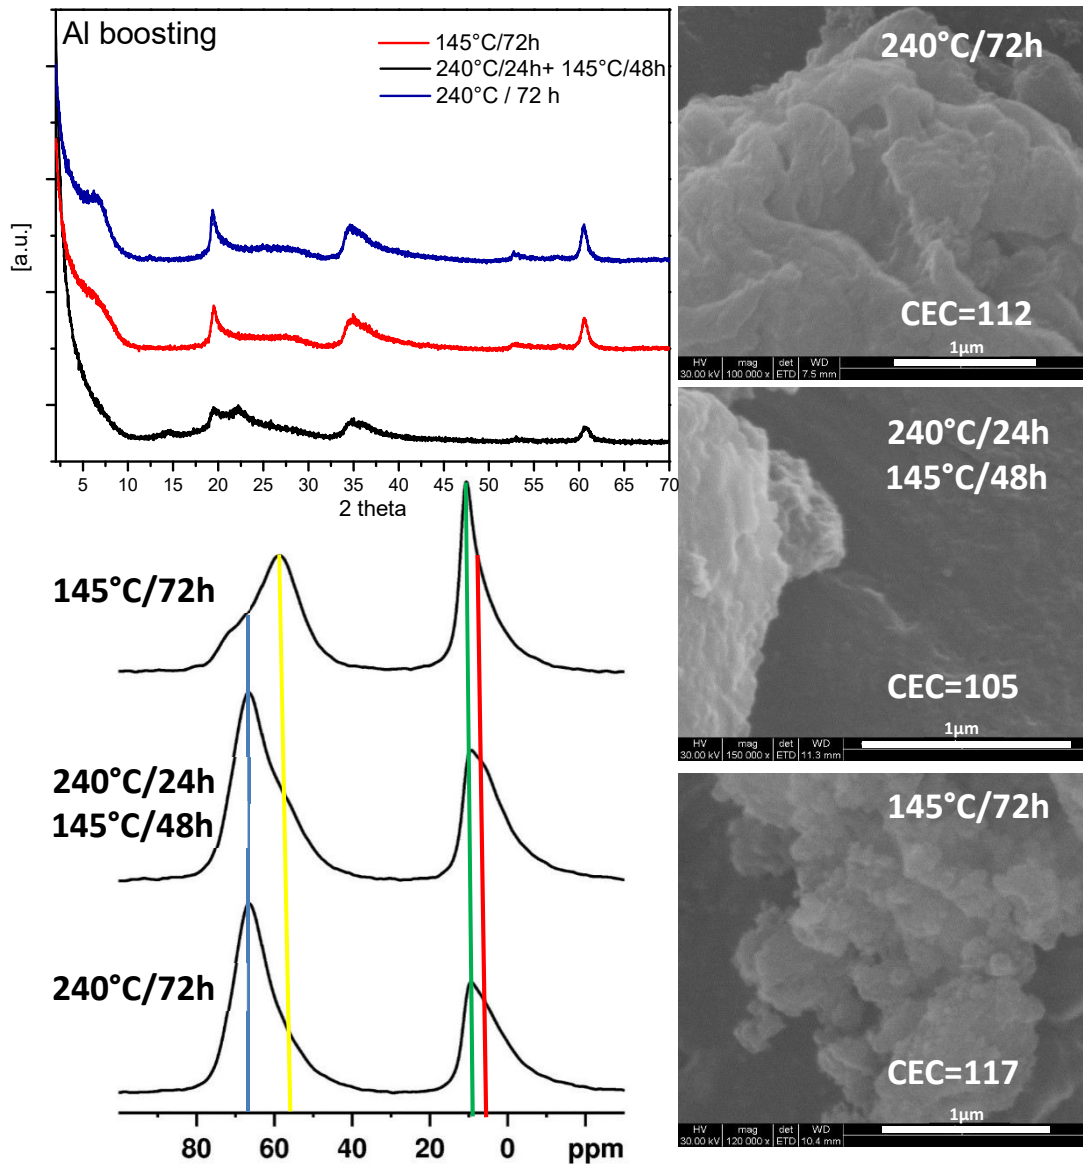 Al boosting
145°C/72h
240°C/24h+ 145°C/48h
240°C / 72 h
[a.u.]
5 10 15 20 25 30 35 40 45 50 55 60 65 70
2 theta
145°C/72h
240°C/24h
145°C/48h
240°C/72h
80 60 40 20 0 ppm
240°C/72h
CEC=112
1µm
HV mag det WD
30.00 kV 100 000 x ETD 7.5 mm
240°C/24h
145°C/48h
CEC=105
1µm
HV mag det WD
30.00 kV 150 000 x ETD 11.3 mm
145°C/72h
CEC=117
1µm
HV mag det WD
30.00 kV 120 000 x ETD 10.4 mm